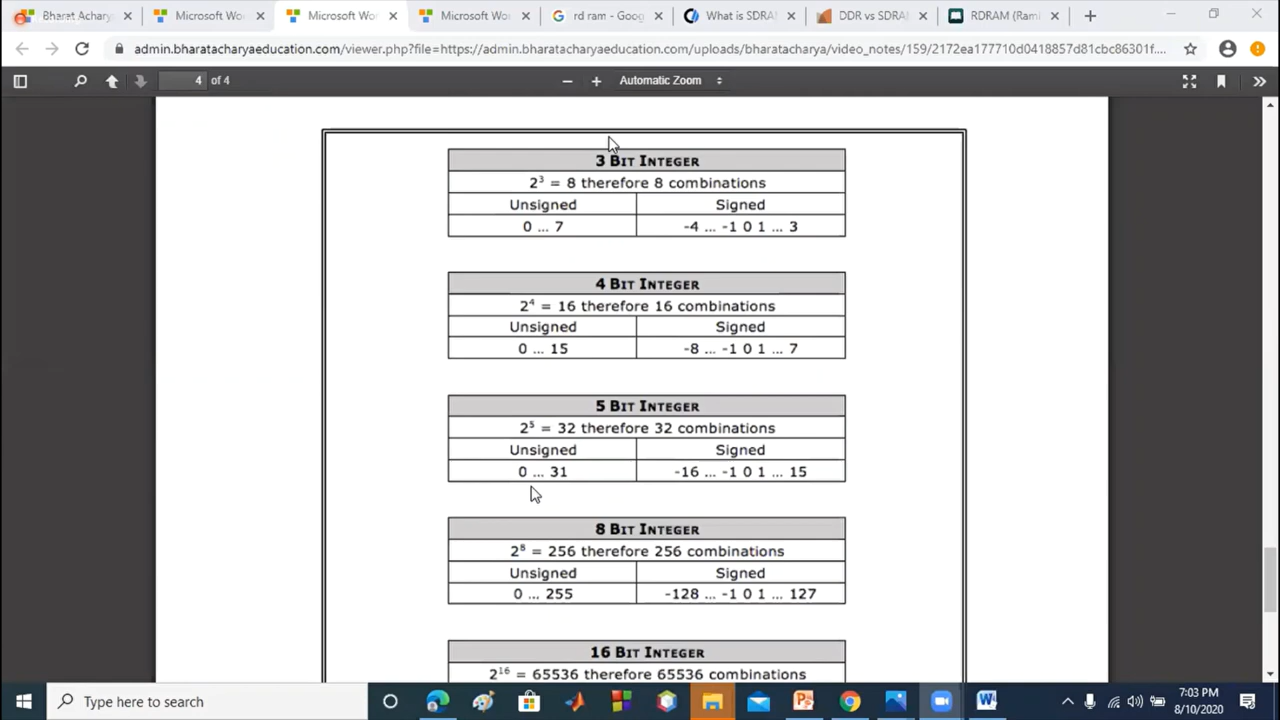 Bharat Acharya
Microsoft Wo
Microsoft Wo
Microsoft Wo
rd ram - Goog
What is SDRA
DDR vs SDRA
RDRAM (Ram
admin.bharatacharyaeducation.com/viewer.php?file=https://admin.bharatacharyaeducation.com/uploads/bharatacharya/video_notes/159/2172ea177710d0418857d81cbc86301f....
4 of 4
Automatic Zoom
3 BIT INTEGER
2³ = 8 therefore 8 combinations
Unsigned Signed
0 ... 7 -4 ... -1 0 1 ... 3
4 BIT INTEGER
2⁴ = 16 therefore 16 combinations
Unsigned Signed
0 ... 15 -8 ... -1 0 1 ... 7
5 BIT INTEGER
2⁵ = 32 therefore 32 combinations
Unsigned Signed
0 ... 31 -16 ... -1 0 1 ... 15
8 BIT INTEGER
2⁸ = 256 therefore 256 combinations
Unsigned Signed
0 ... 255 -128 ... -1 0 1 ... 127
16 BIT INTEGER
2¹⁶ = 65536 therefore 65536 combinations
Type here to search
7:03 PM
8/10/2020